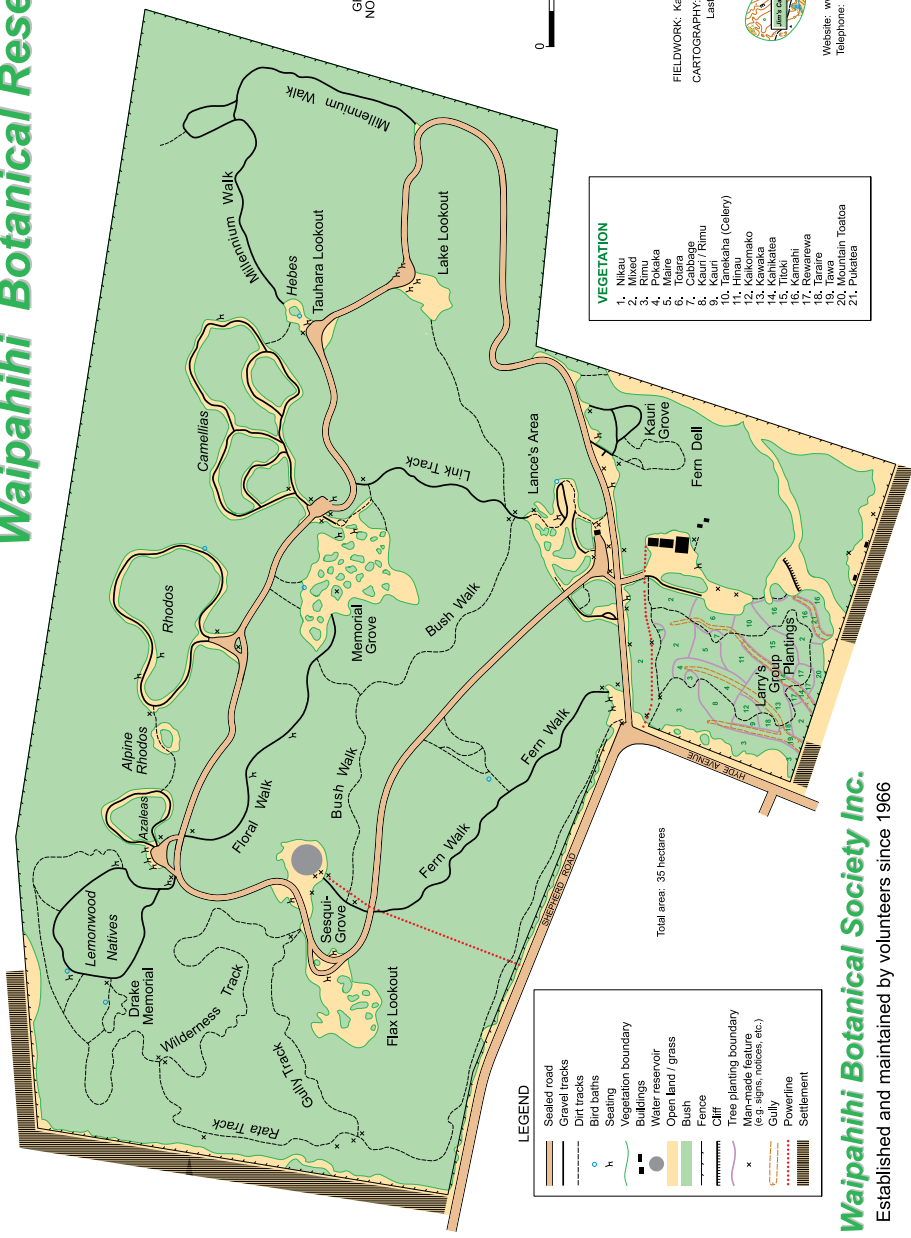 Waipahihi Botanical Rese
FIELDWORK: Ka
CARTOGRAPHY:
Last
Website: w
Telephone:
0
Jim's Ca
Millennium Walk
Millennium Walk
Hebes
Tauhara Lookout
Lake Lookout
Camellias
Link Track
Lance's Area
Kauri
Grove
Fern Dell
Rhodos
Memorial
Grove
Bush Walk
Alpine
Rhodos
Azaleas
Floral Walk
Bush Walk
Fern Walk
Fern Walk
Larry's
Group
Plantings
HYDE AVENUE
SHEPHERD ROAD
Lemonwood
Natives
Drake
Memorial
Wilderness Track
Sesqui-
Grove
Flax Lookout
Gully Track
Rata Track
Total area: 35 hectares
VEGETATION
1. Nikau
2. Mixed
3. Rimu
4. Pokaka
5. Maire
6. Totara
7. Cabbage
8. Kauri / Rimu
9. Kauri
10. Tanekaha (Celery)
11. Hinau
12. Kaikomako
13. Kawaka
14. Kahikatea
15. Titoki
16. Kamahi
17. Rewarewa
18. Taraire
19. Tawa
20. Mountain Toatoa
21. Pukatea
LEGEND
Sealed road
Gravel tracks
Dirt tracks
Bird baths
Seating
Vegetation boundary
Buildings
Water reservoir
Open land / grass
Bush
Fence
Cliff
Tree planting boundary
Man-made feature
(e.g. signs, notices, etc.)
Gully
Powerline
Settlement
Waipahihi Botanical Society Inc.
Established and maintained by volunteers since 1966